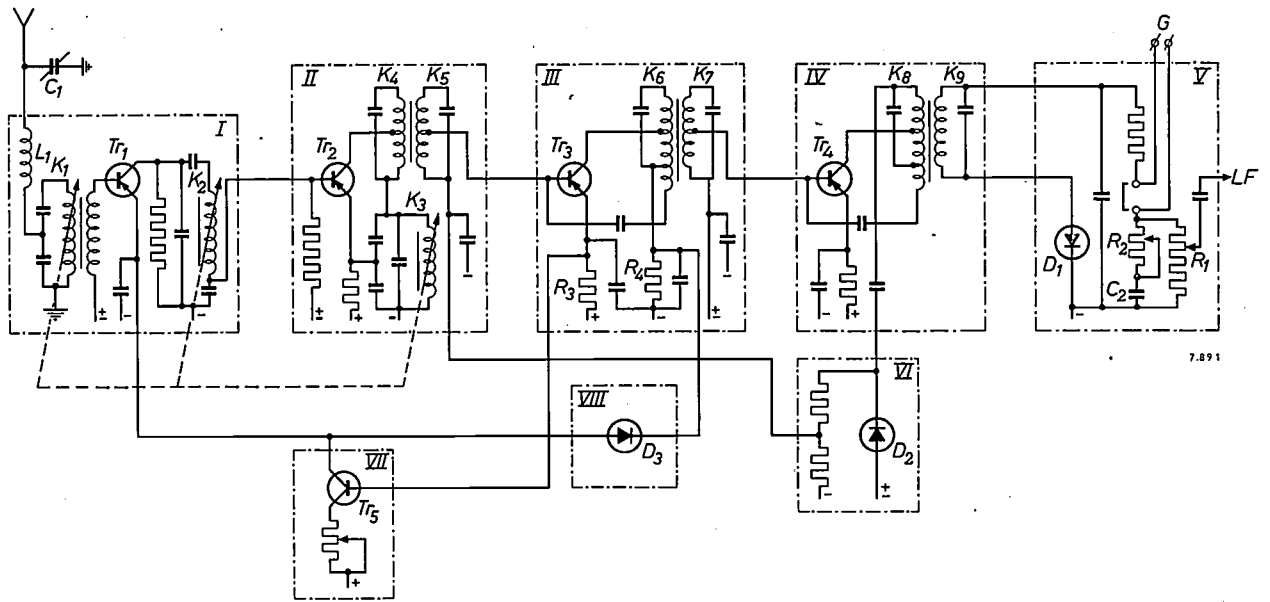 G
II
K4
K5
III
K6
K7
IV
K8
K9
V
C1
I
L1
K1
Tr1
K2
Tr2
K3
Tr3
Tr4
R3
R4
D1
R2
C2
R1
LF
± - - ± + - - + - ± - + -
7.891
VIII
D3
VI
D2
- ±
VII
Tr5
+